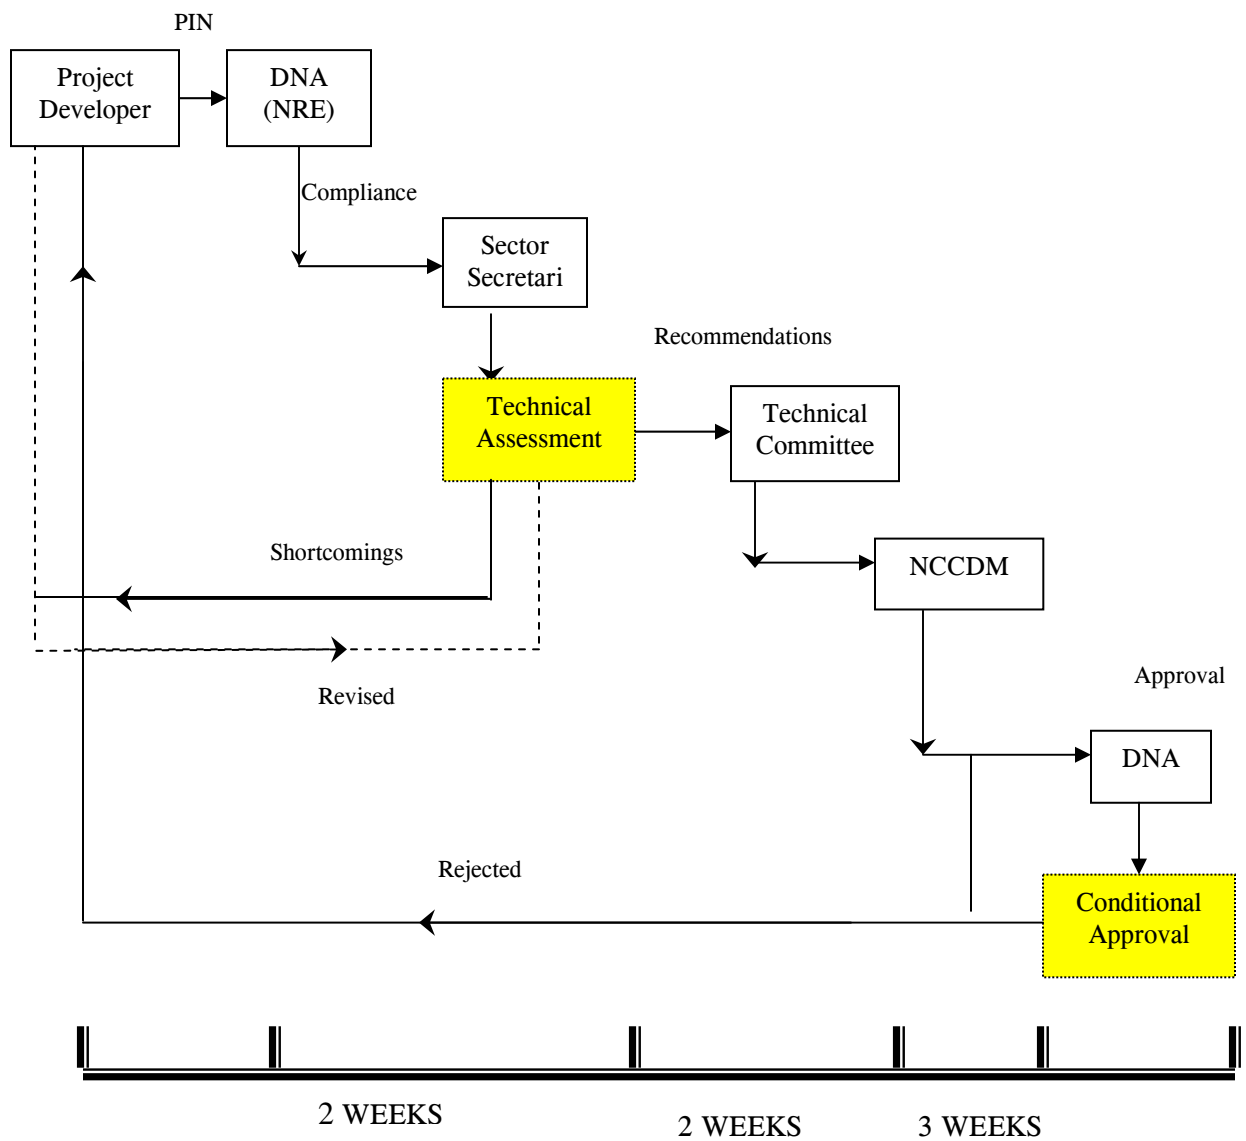 PIN
Project
Developer
DNA
(NRE)
Compliance
Sector
Secretari
Recommendations
Technical
Assessment
Technical
Committee
Shortcomings
NCCDM
Revised
Approval
DNA
Rejected
Conditional
Approval
2 WEEKS
2 WEEKS
3 WEEKS